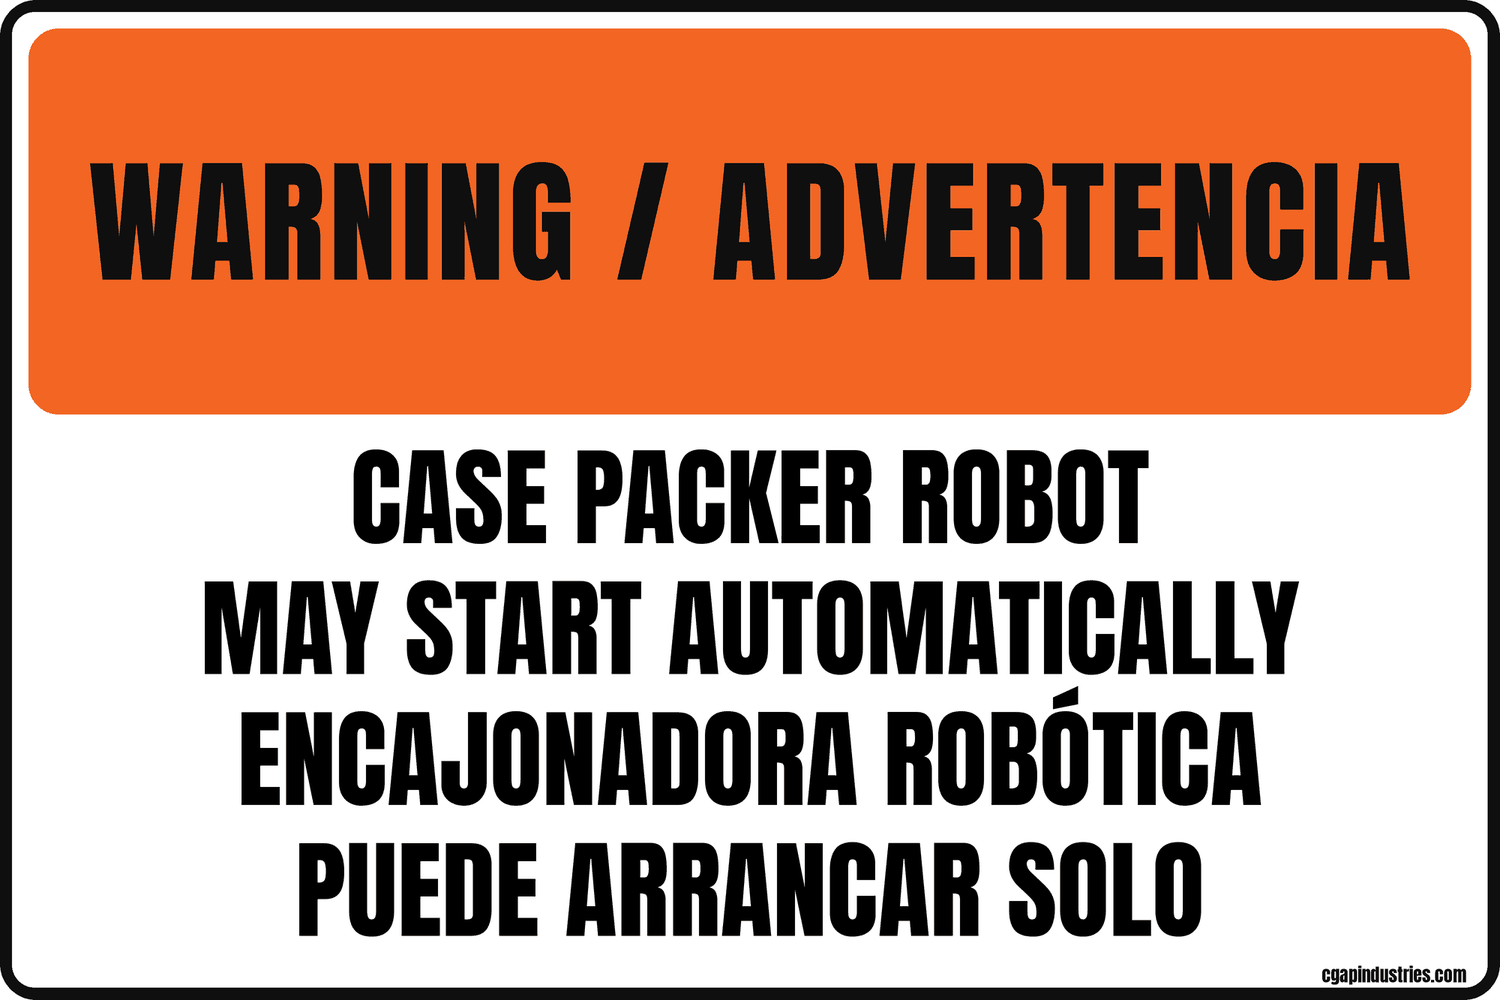 WARNING / ADVERTENCIA
CASE PACKER ROBOT
MAY START AUTOMATICALLY
ENCAJONADORA ROBÓTICA
PUEDE ARRANCAR SOLO
cgapindustries.com